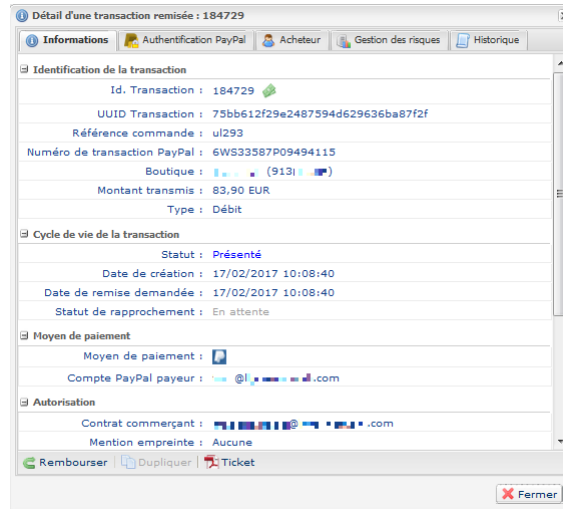 Détail d'une transaction remisée : 184729
Informations Authentification PayPal Acheteur Gestion des risques Historique
Identification de la transaction
Id. Transaction : 184729
UUID Transaction : 75bb612f29e2487594d629636ba87f2f
Référence commande : ul293
Numéro de transaction PayPal : 6WS33587P09494115
Boutique : (913
Montant transmis : 83,90 EUR
Type : Débit
Cycle de vie de la transaction
Statut : Présenté
Date de création : 17/02/2017 10:08:40
Date de remise demandée : 17/02/2017 10:08:40
Statut de rapprochement : En attente
Moyen de paiement
Moyen de paiement :
Compte PayPal payeur : @l .com
Autorisation
Contrat commerçant : @ .com
Mention empreinte : Aucune
Rembourser Dupliquer Ticket
Fermer